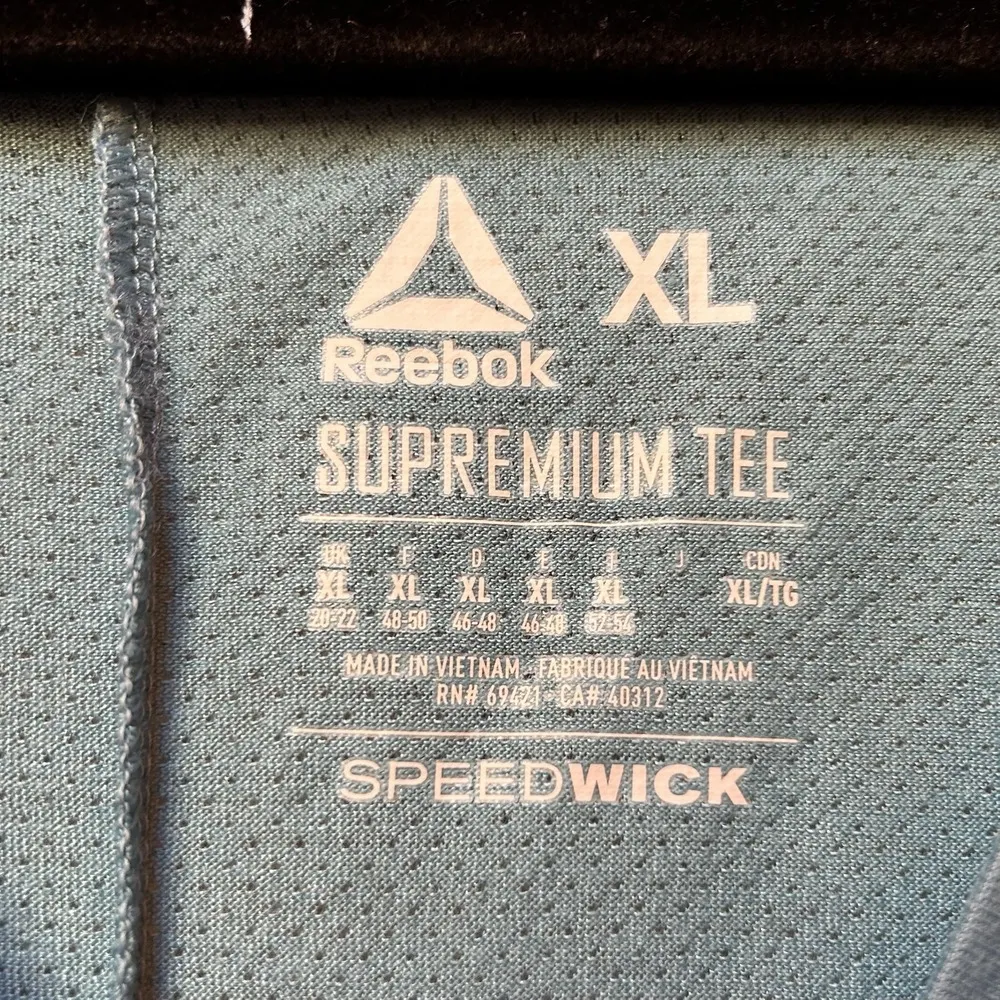 XL
Reebok
SUPREMIUM TEE
UK F D E I J CDN
XL XL XL XL XL XL/TG
20-22 48-50 46-48 46-48 52-54
MADE IN VIETNAM - FABRIQUE AU VIÊTNAM
RN# 69421 - CA# 40312
SPEEDWICK